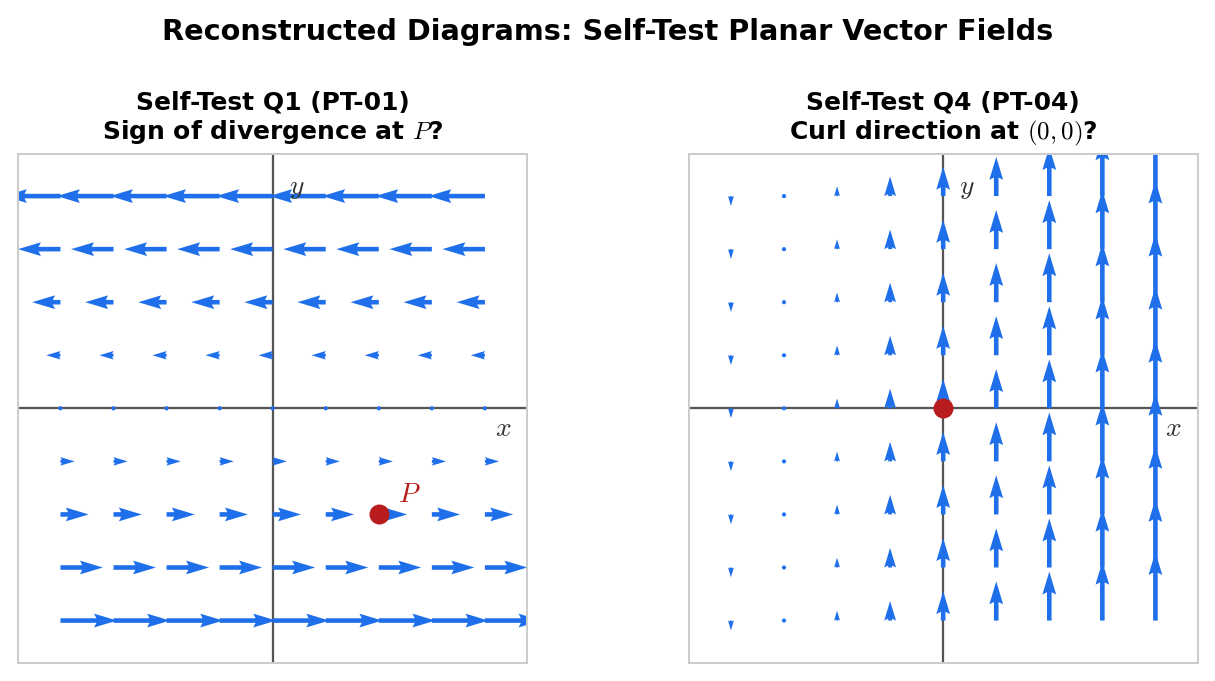 Reconstructed Diagrams: Self-Test Planar Vector Fields
Self-Test Q1 (PT-01)
Sign of divergence at P?
y
x
P
Self-Test Q4 (PT-04)
Curl direction at (0, 0)?
y
x